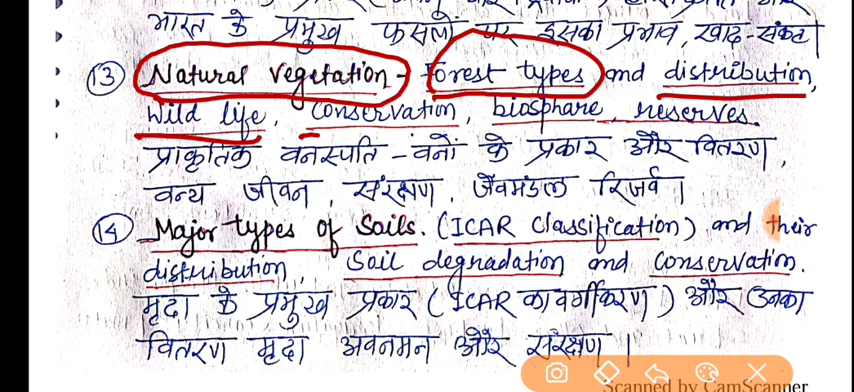 भारत के प्रमुख फसलों पर इसका प्रभाव, खाद-संकट।
(13) Natural vegetation - Forest types and distribution,
Wild life, Conservation, biosphare, reserves.
प्राकृतिक वनस्पति - वनों के प्रकार और वितरण,
वन्य जीवन, संरक्षण, जैवमंडल रिजर्व।
(14) Major types of Sails. (ICAR Classification) and their
distribution, Sail degradation and Conservation.
मृदा के प्रमुख प्रकार (ICAR का वर्गीकरण) और उनका
वितरण मृदा अवनमन और संरक्षण।
Scanned by CamScanner